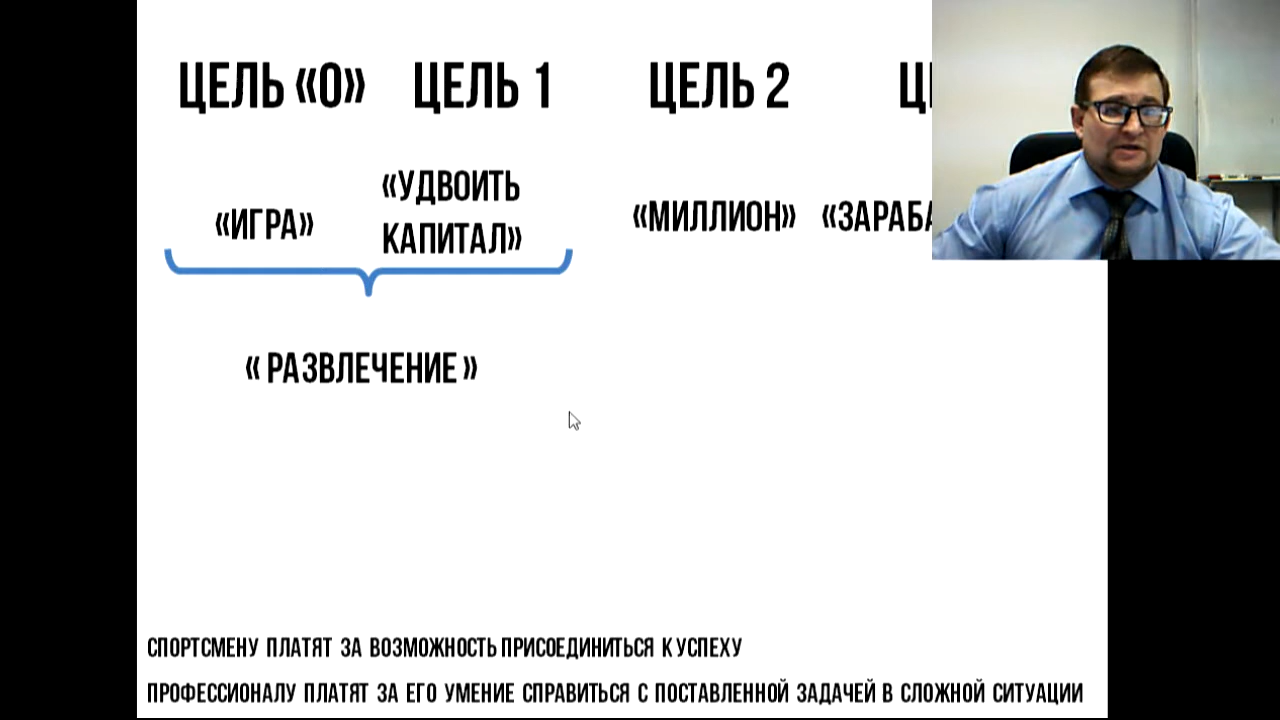 ЦЕЛЬ «0» ЦЕЛЬ 1 ЦЕЛЬ 2
«ИГРА»
«УДВОИТЬ
КАПИТАЛ»
«МИЛЛИОН»
« РАЗВЛЕЧЕНИЕ »
СПОРТСМЕНУ ПЛАТЯТ ЗА ВОЗМОЖНОСТЬ ПРИСОЕДИНИТЬСЯ К УСПЕХУ
ПРОФЕССИОНАЛУ ПЛАТЯТ ЗА ЕГО УМЕНИЕ СПРАВИТЬСЯ С ПОСТАВЛЕННОЙ ЗАДАЧЕЙ В СЛОЖНОЙ СИТУАЦИИ